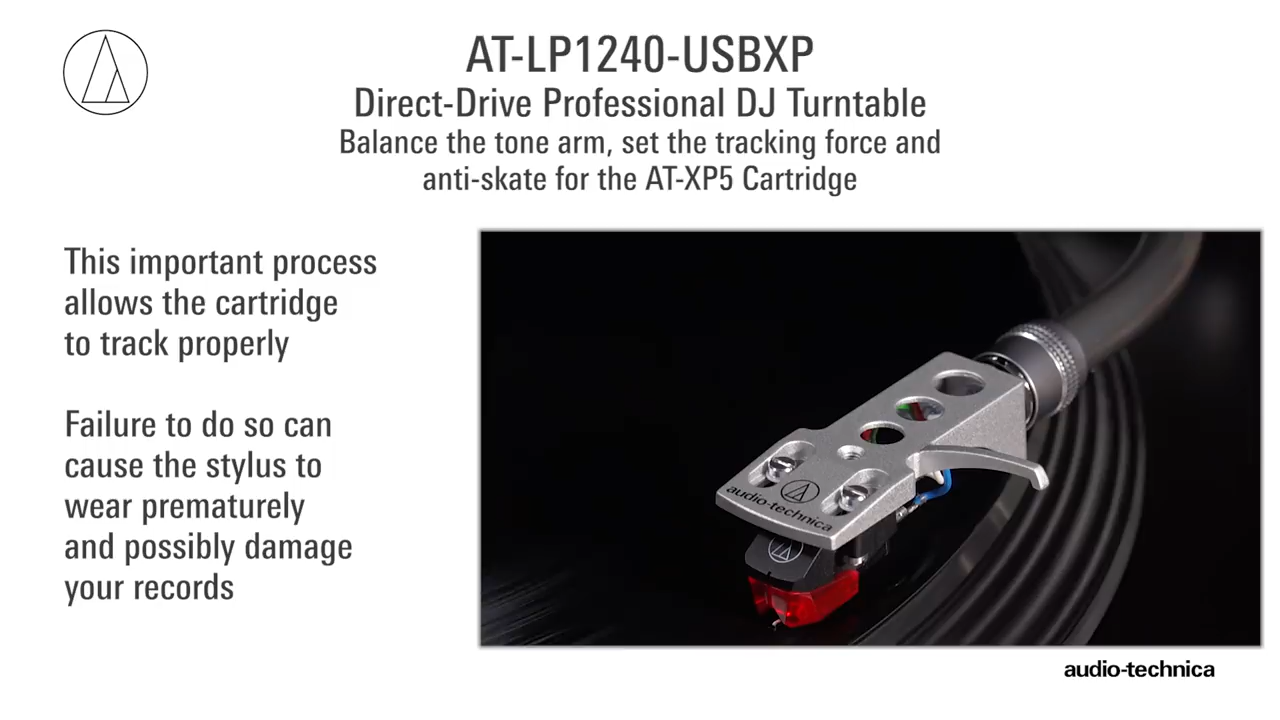 AT-LP1240-USBXP
Direct-Drive Professional DJ Turntable
Balance the tone arm, set the tracking force and
anti-skate for the AT-XP5 Cartridge
This important process
allows the cartridge
to track properly
Failure to do so can
cause the stylus to
wear prematurely
and possibly damage
your records
audio-technica
audio-technica